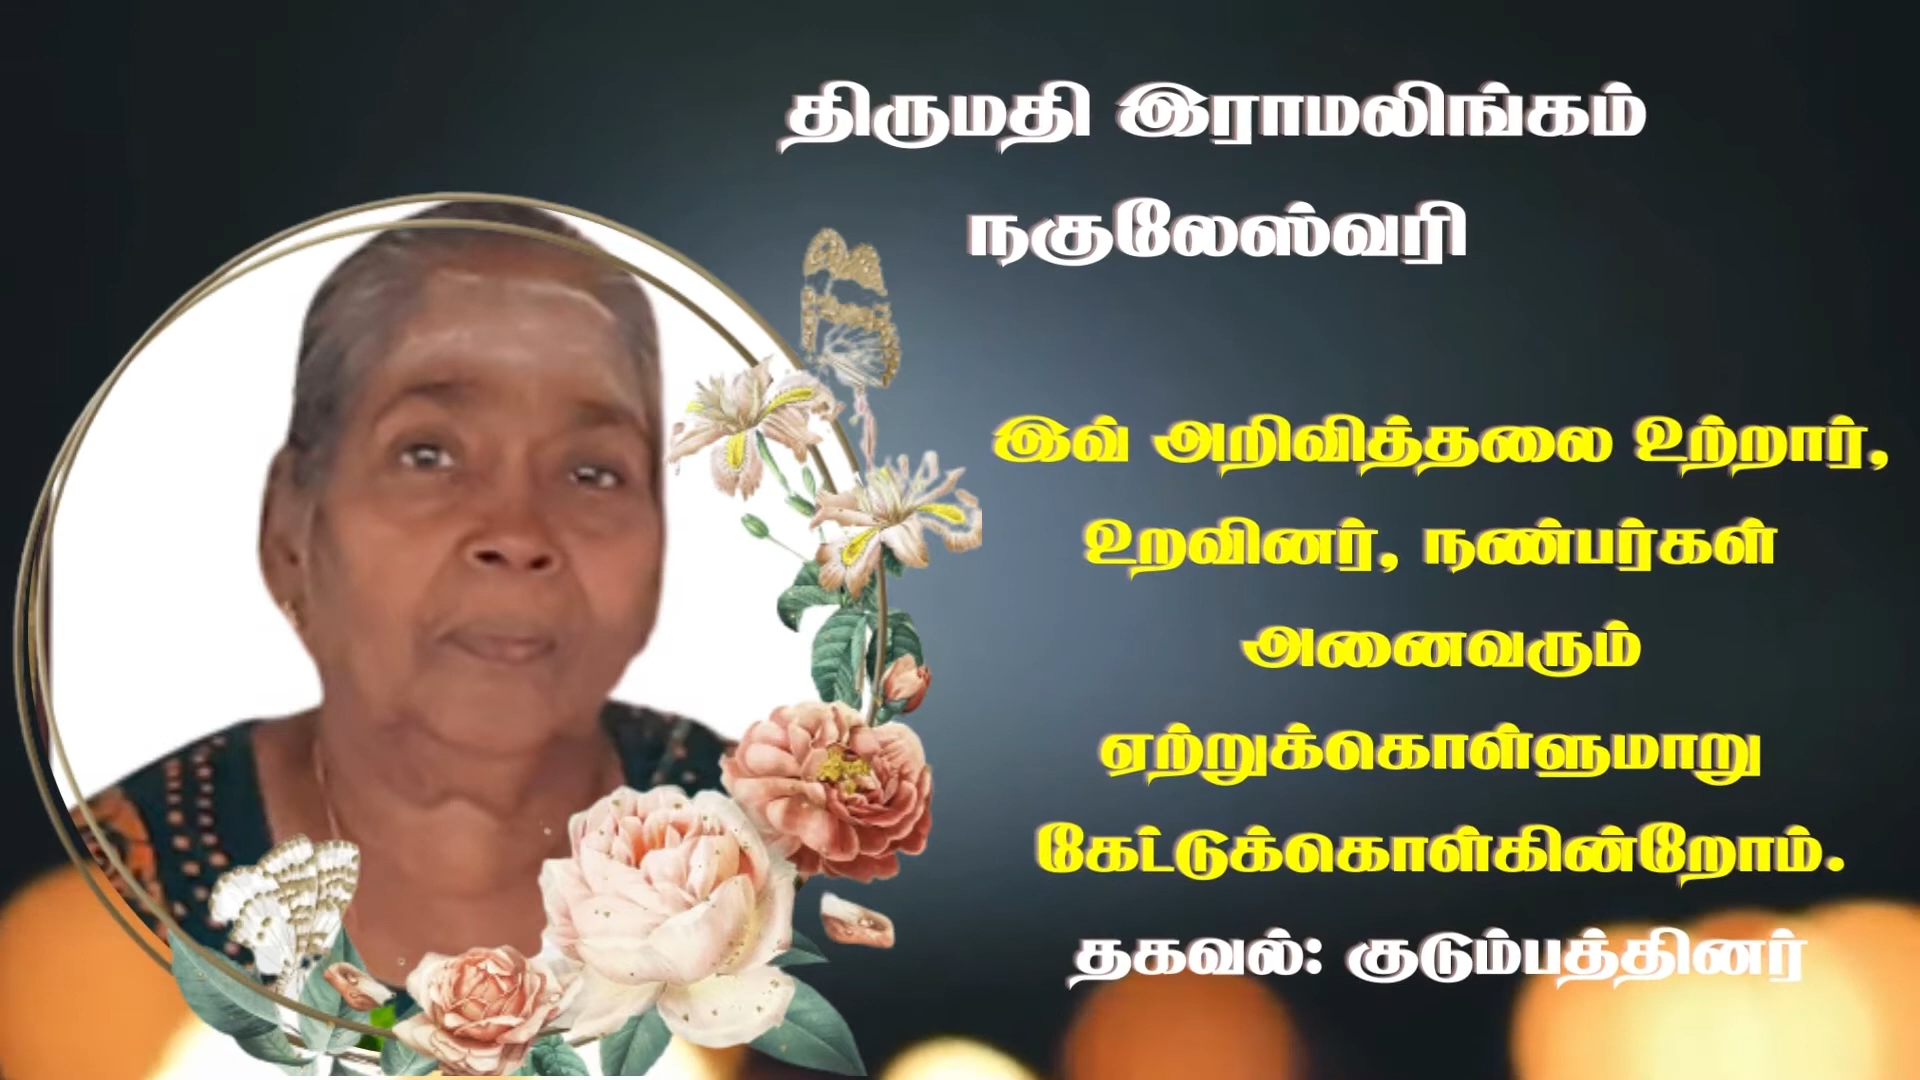 திருமதி இராமலிங்கம்
நகுலேஸ்வரி
இவ் அறிவித்தலை உற்றார்,
உறவினர், நண்பர்கள்
அனைவரும்
ஏற்றுக்கொள்ளுமாறு
கேட்டுக்கொள்கின்றோம்.
தகவல்: குடும்பத்தினர்